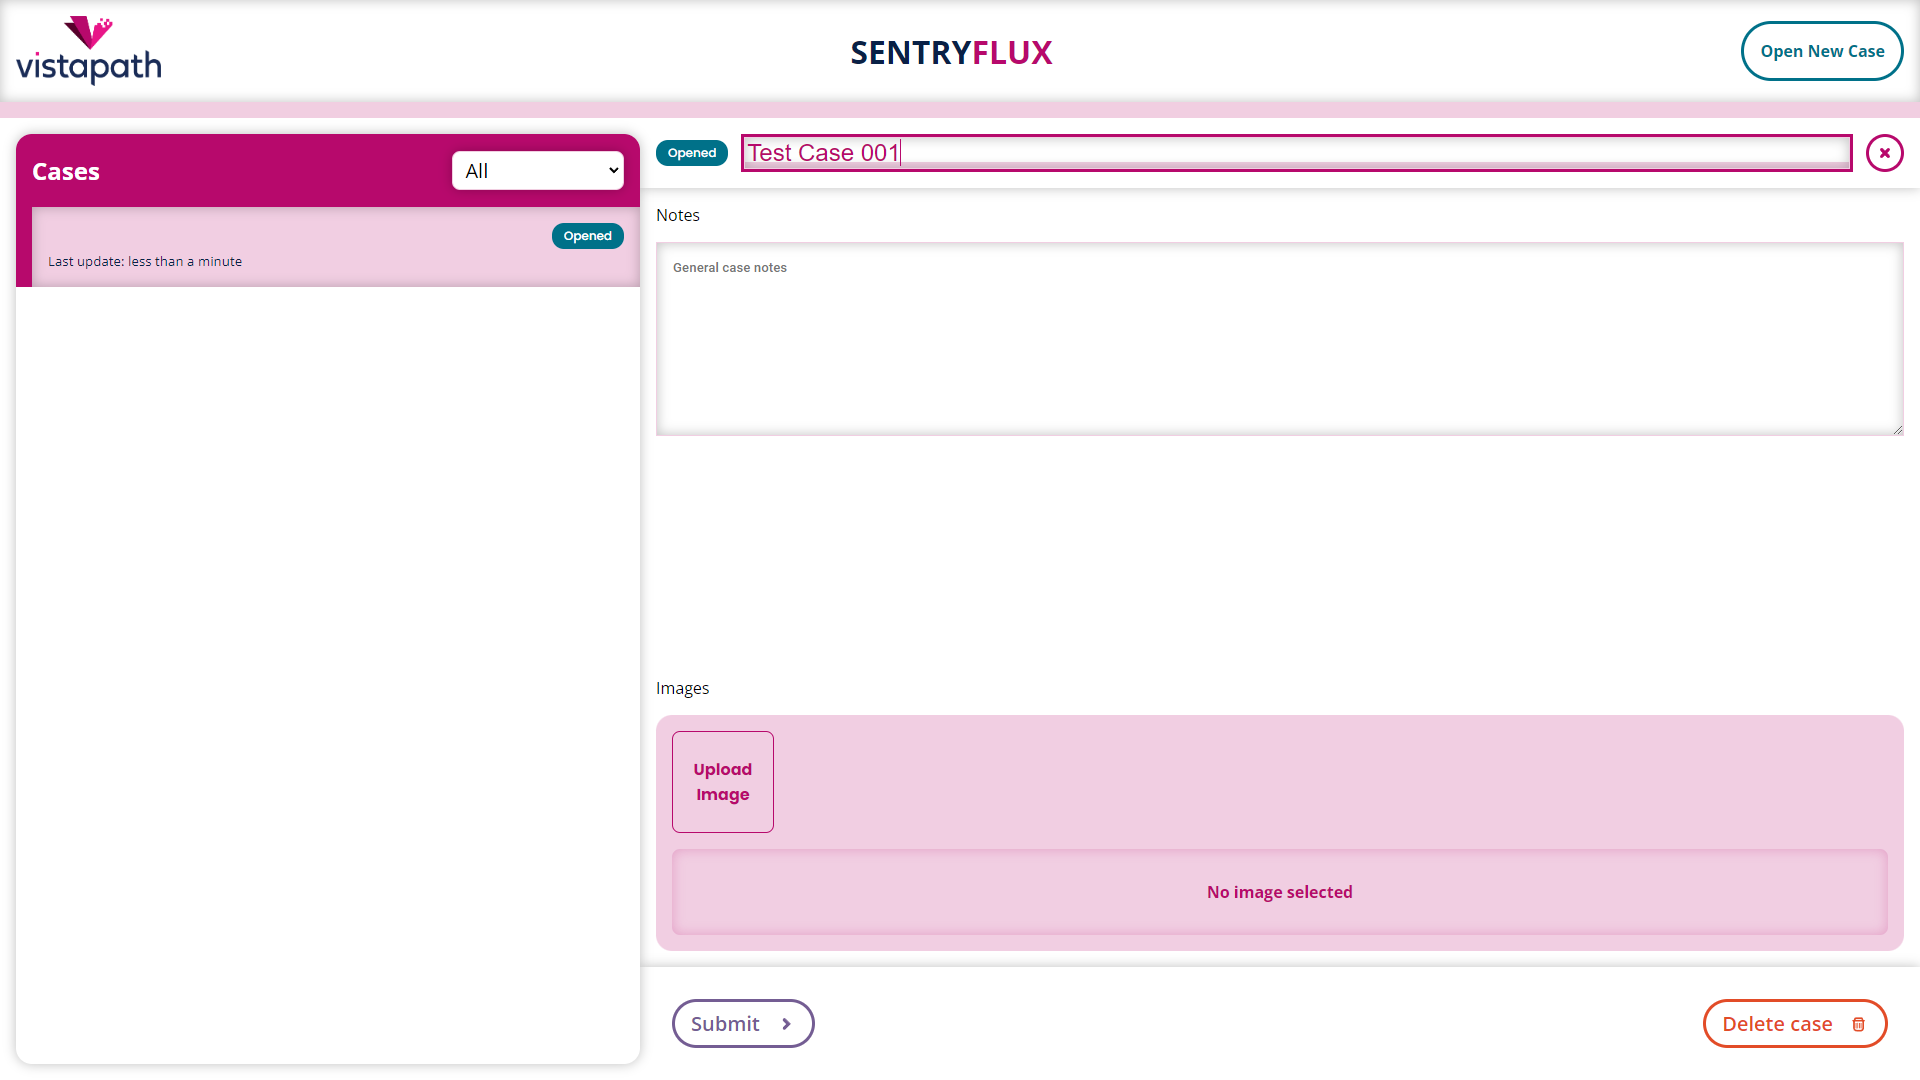 vistapath
SENTRYFLUX
Open New Case
Cases
All
Opened
Last update: less than a minute
Opened
Test Case 001
Notes
General case notes
Images
Upload
Image
No image selected
Submit
Delete case